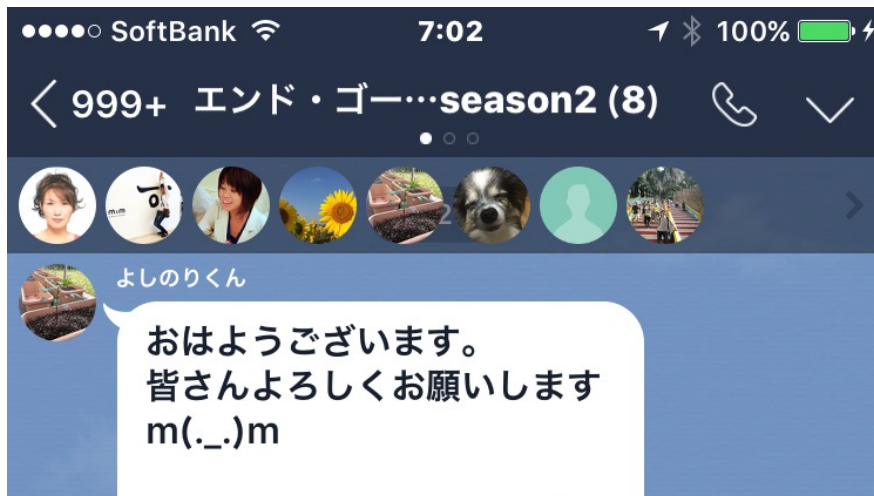 SoftBank 7:02 100%
999+ エンド・ゴー…season2 (8)
よしのりくん
おはようございます。
皆さんよろしくお願いします
m(._.)m